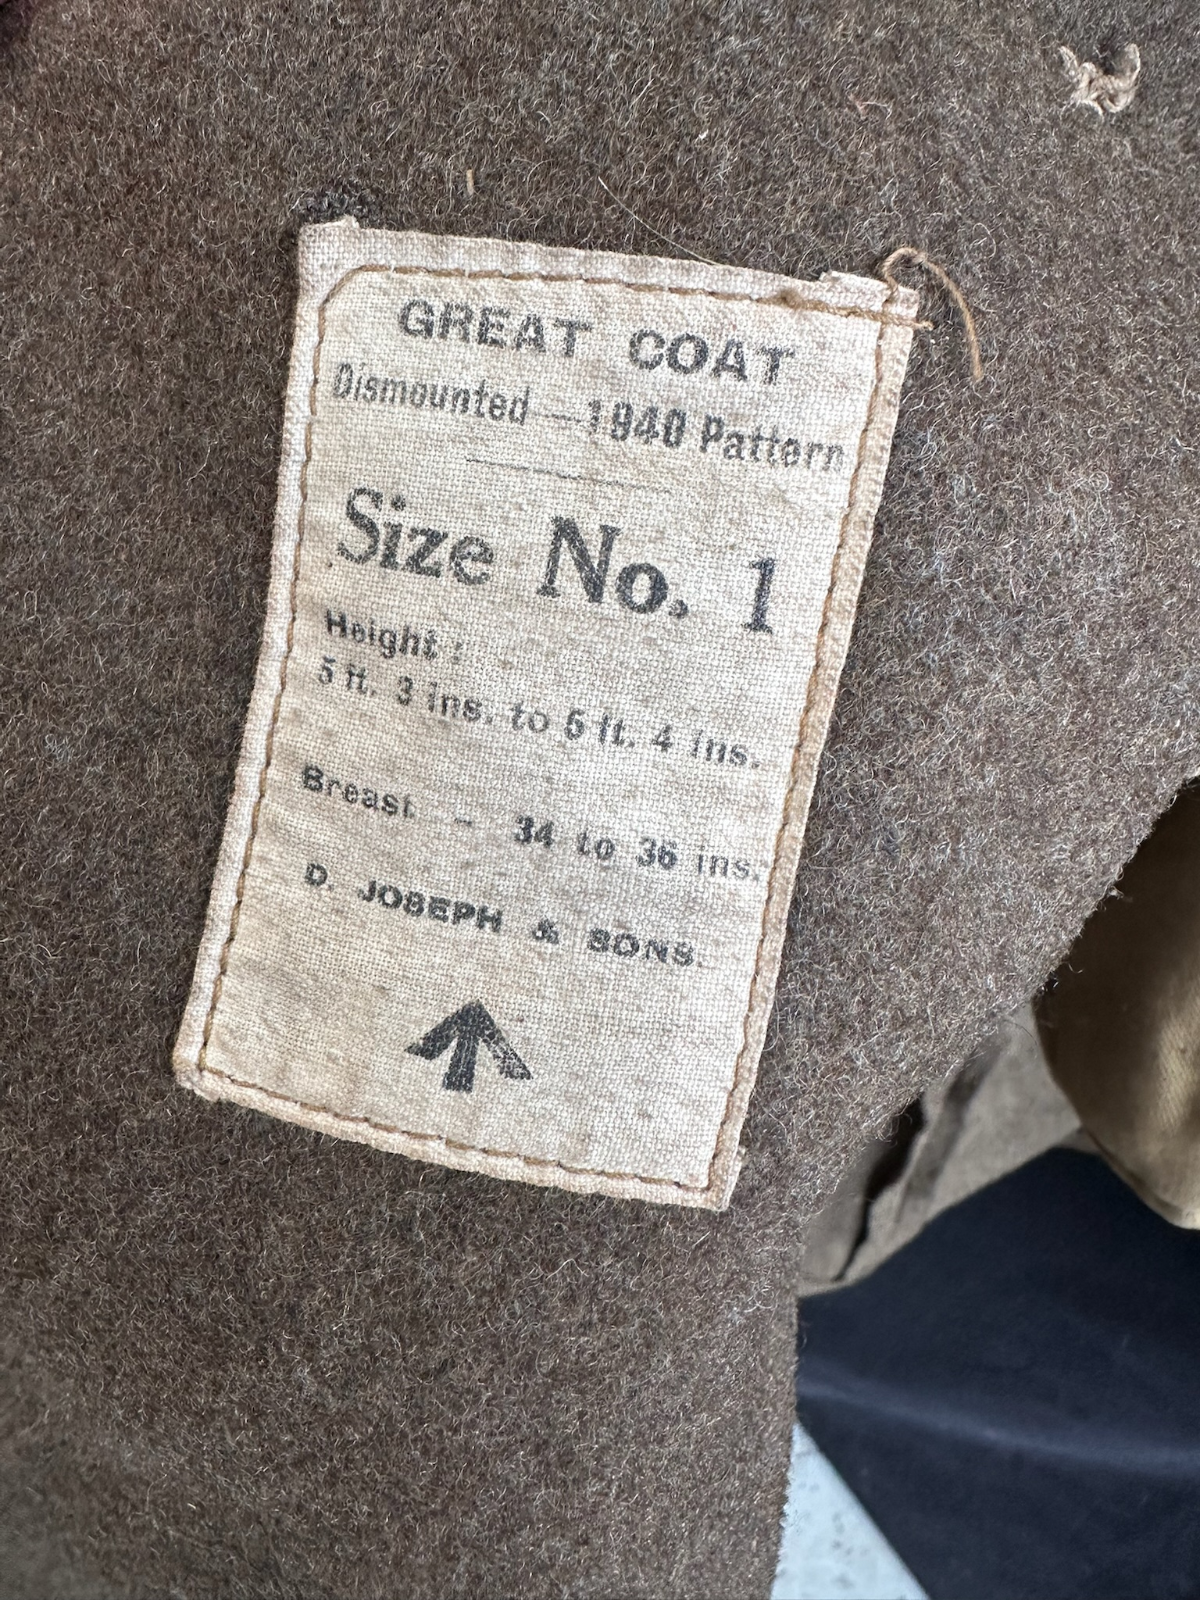 GREAT COAT
Dismounted — 1940 Pattern
Size No. 1
Height :
5 ft. 3 ins. to 5 ft. 4 ins.
Breast - 34 to 36 ins.
D. JOSEPH & SONS.